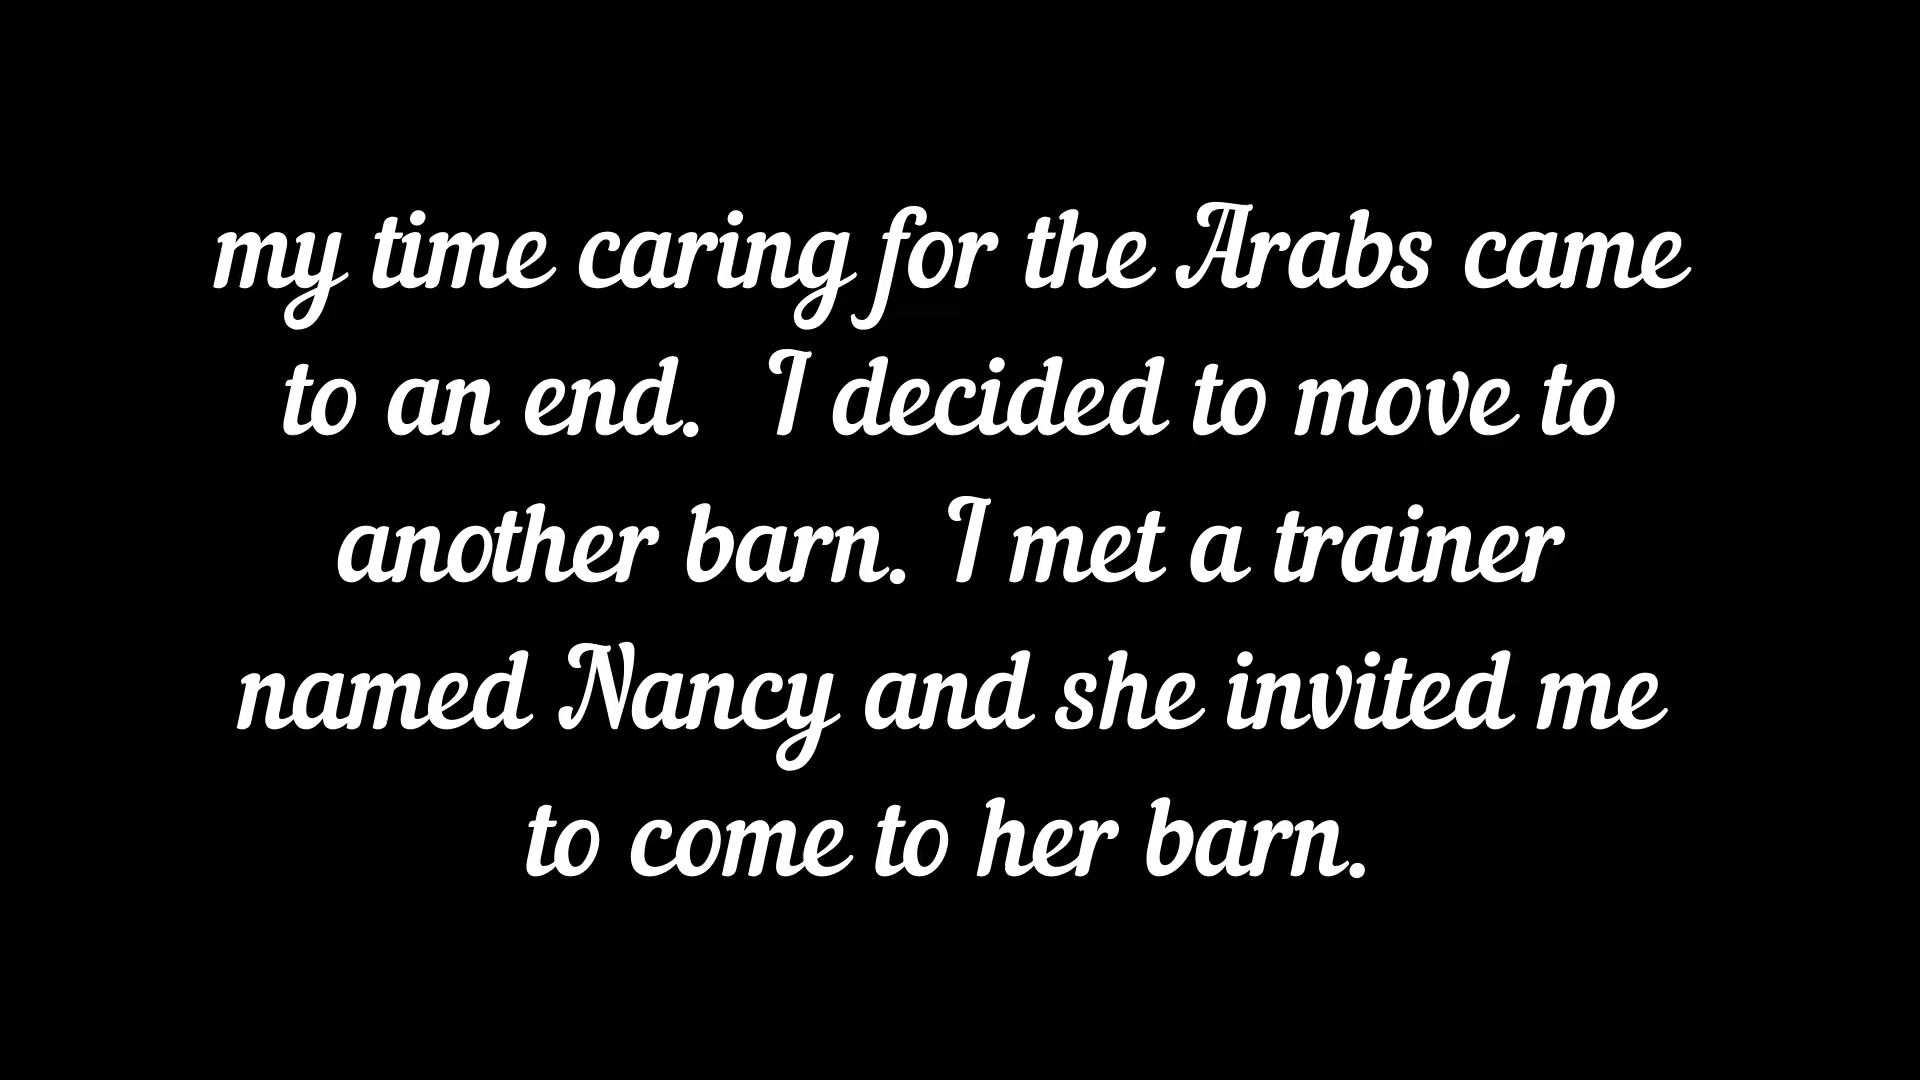 my time caring for the Arabs came
to an end.  I decided to move to
another barn. I met a trainer
named Nancy and she invited me
to come to her barn.